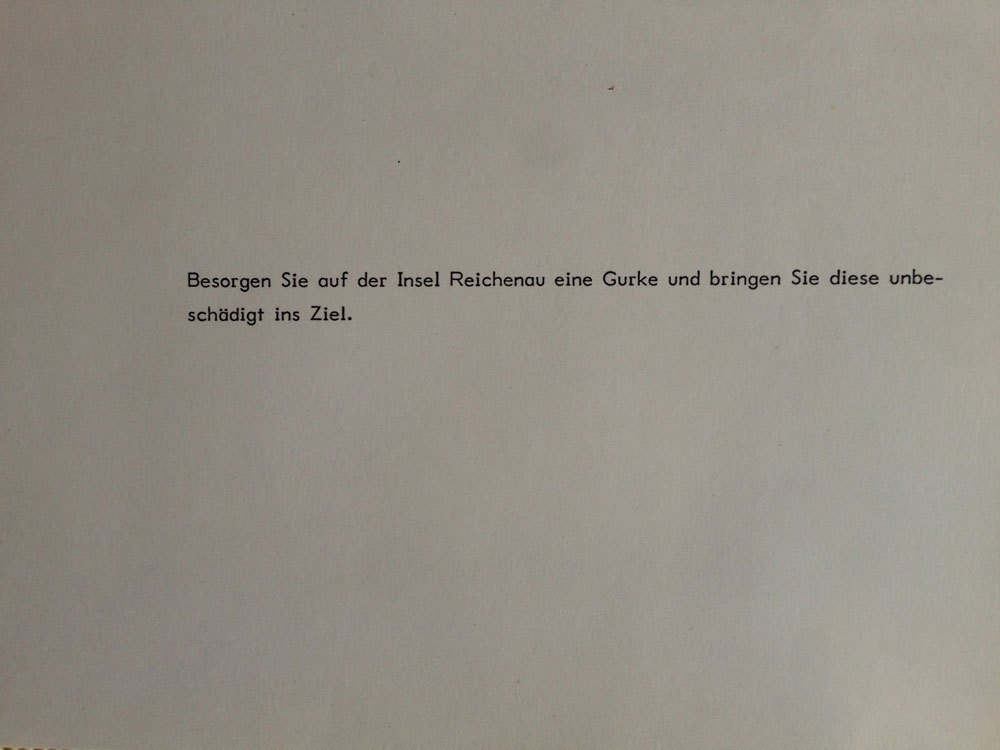 Besorgen Sie auf der Insel Reichenau eine Gurke und bringen Sie diese unbe-
schädigt ins Ziel.